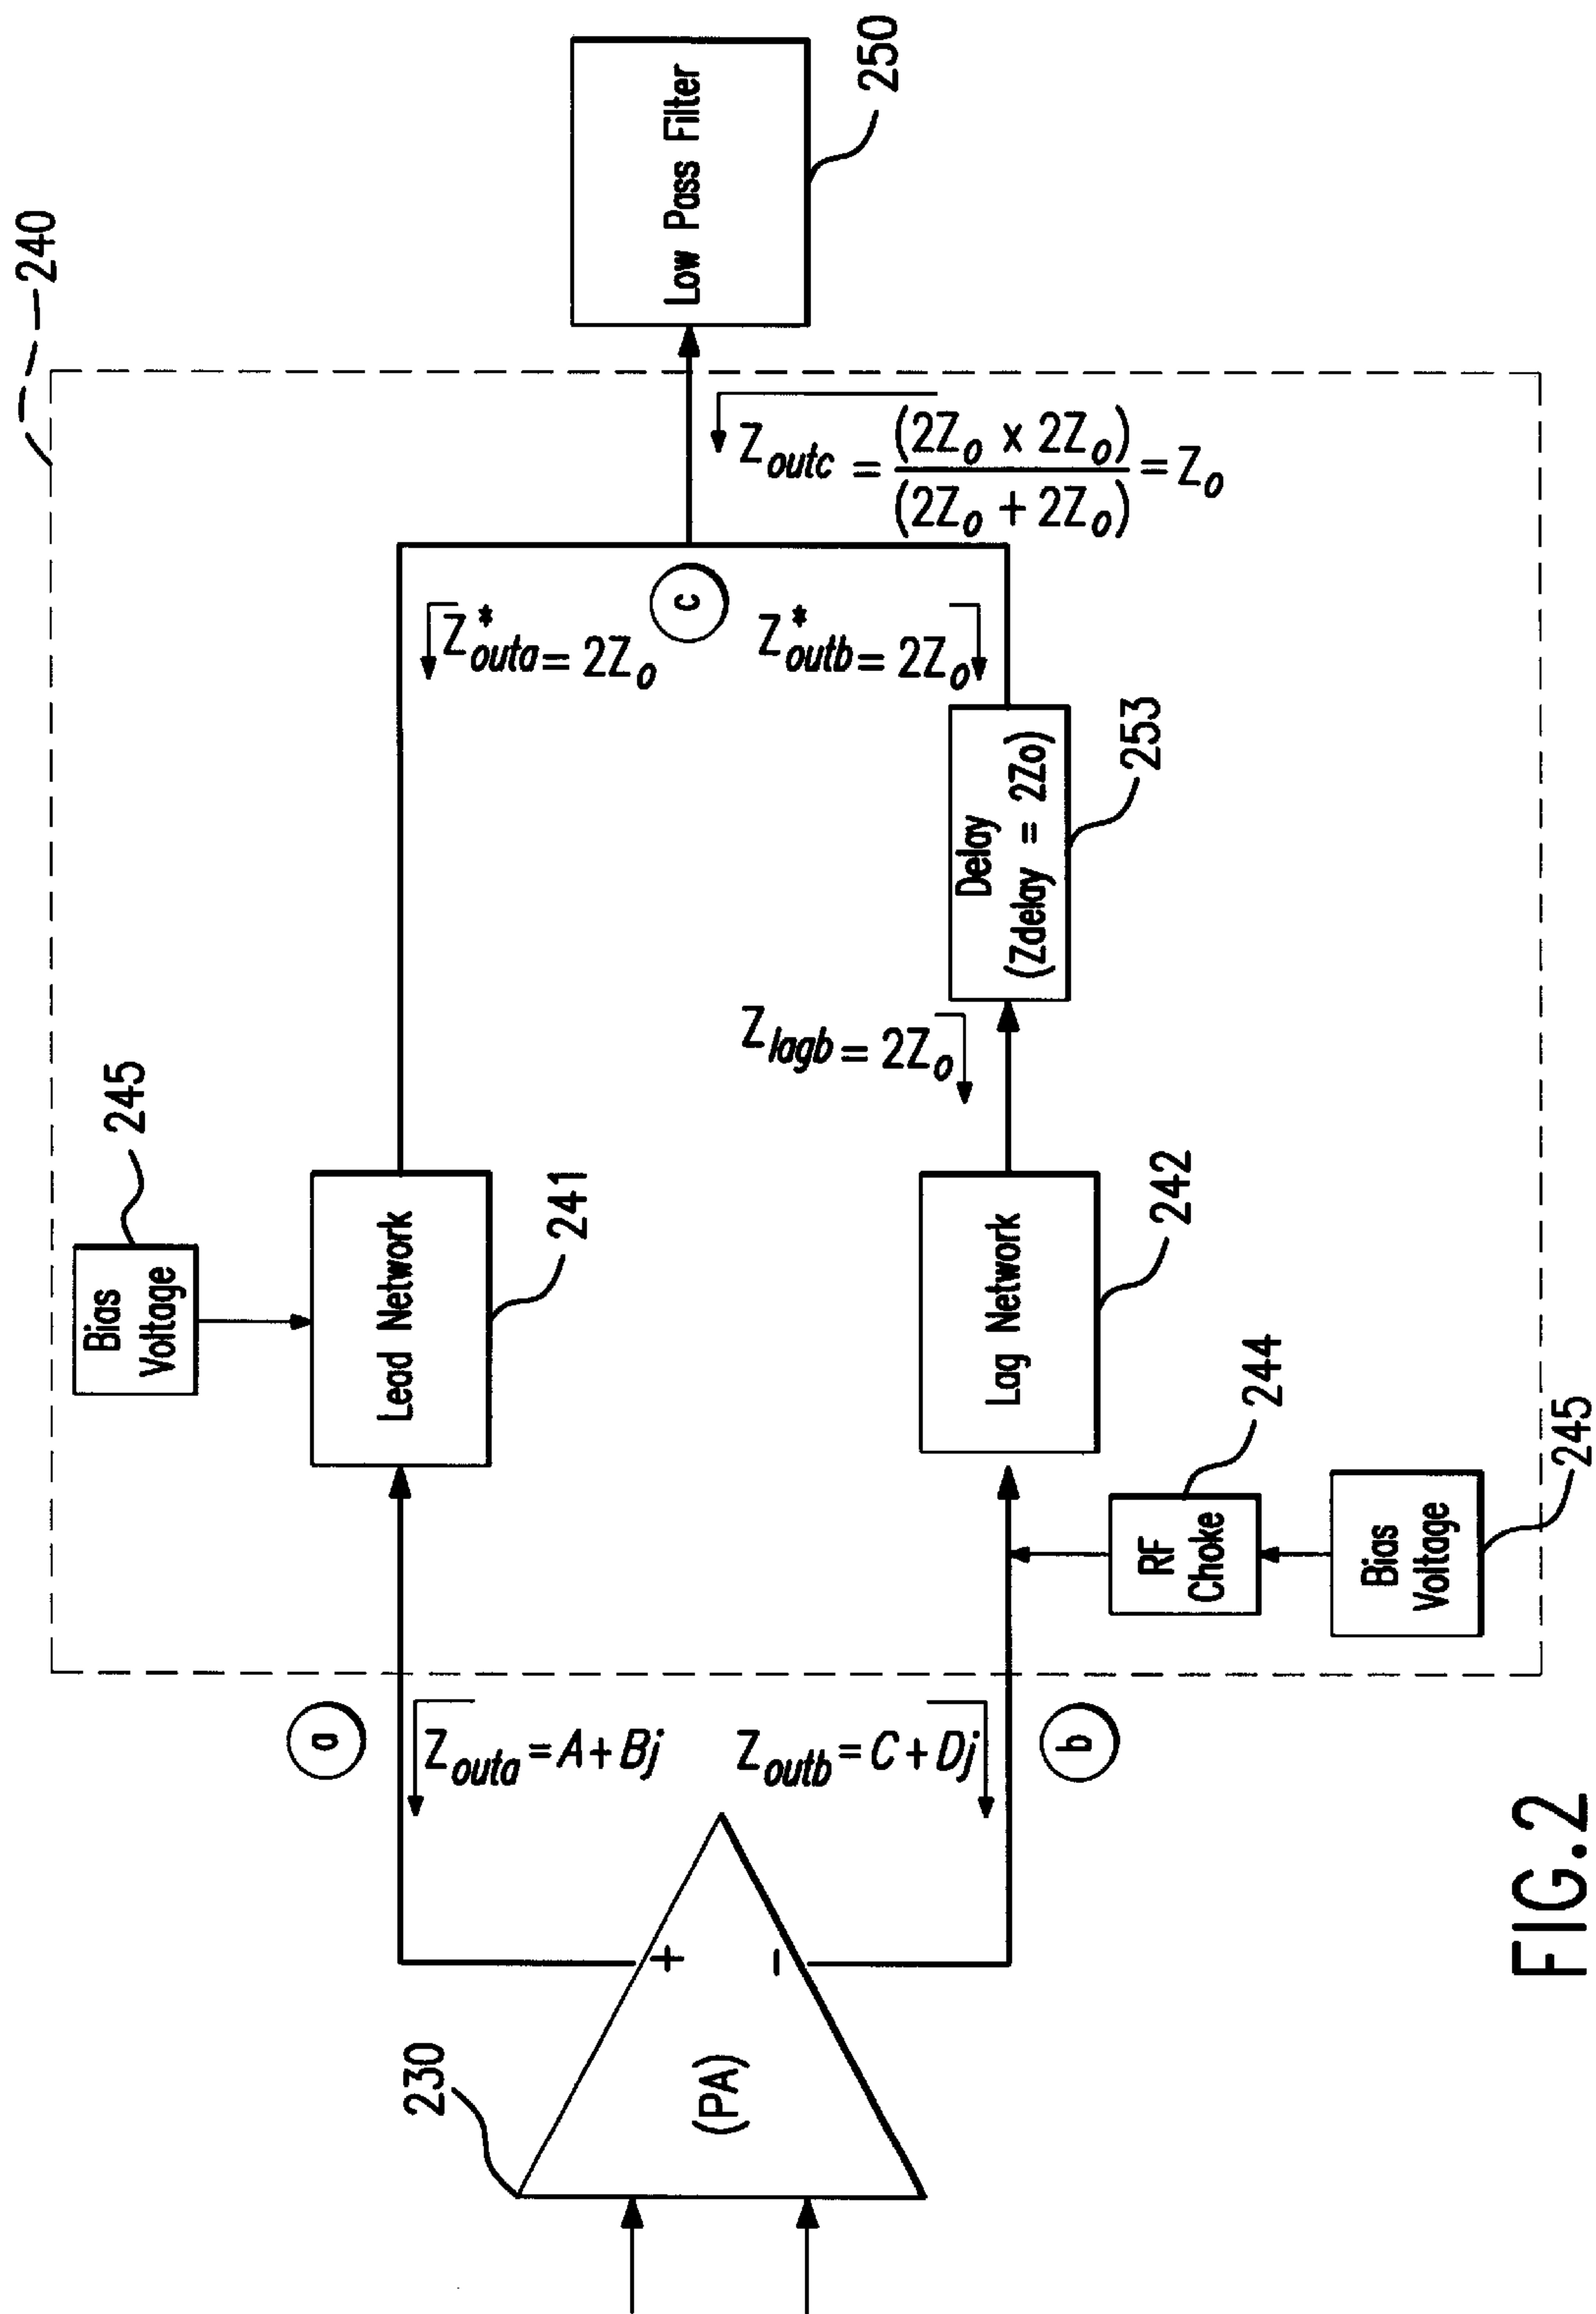 240
Bias
Voltage
245
Lead Network
241
a
Z_outa = A + Bj
Z*_outa = 2Z_o
230
+
(PA)
−
c
Z_outc = (2Z_o x 2Z_o) / (2Z_o + 2Z_o) = Z_o
Low Pass Filter
250
Z_outb = C + Dj
Z_lagb = 2Z_o
Z*_outb = 2Z_o
b
Lag Network
242
Delay
(Zdelay = 2Zo)
253
RF
Choke
244
Bias
Voltage
245
FIG.2